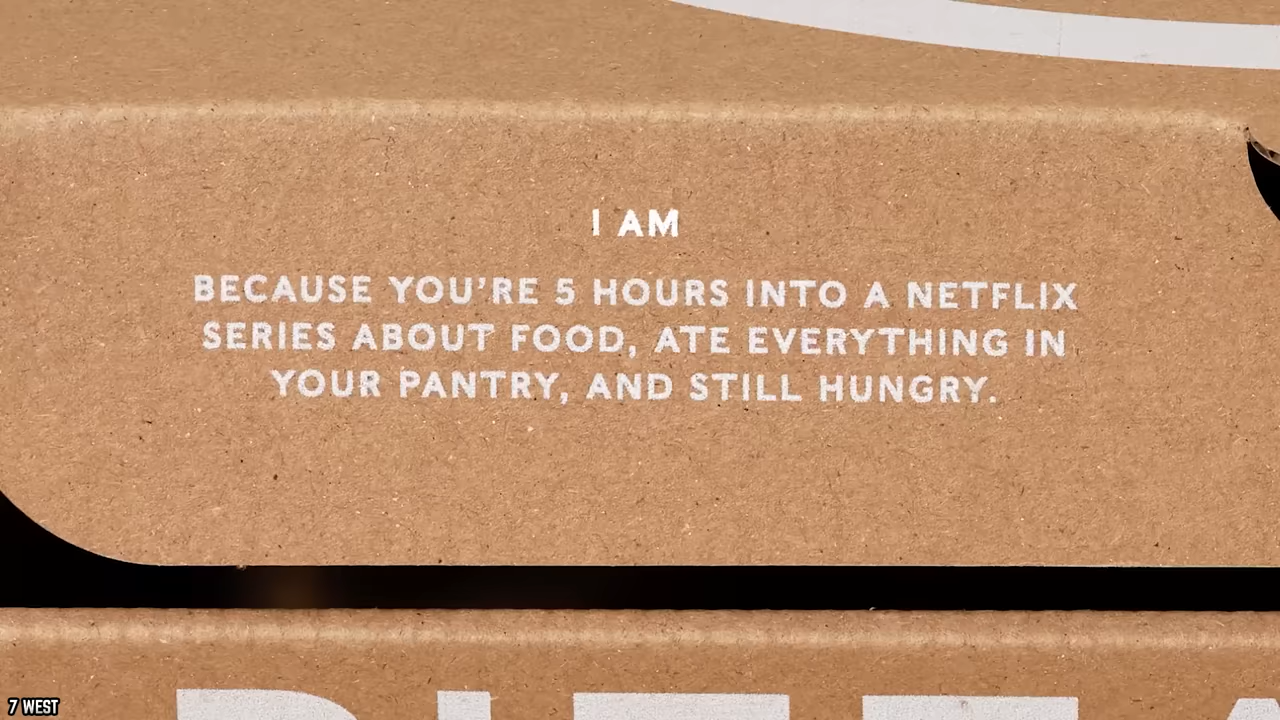 I AM
BECAUSE YOU'RE 5 HOURS INTO A NETFLIX
SERIES ABOUT FOOD, ATE EVERYTHING IN
YOUR PANTRY, AND STILL HUNGRY.
7 WEST